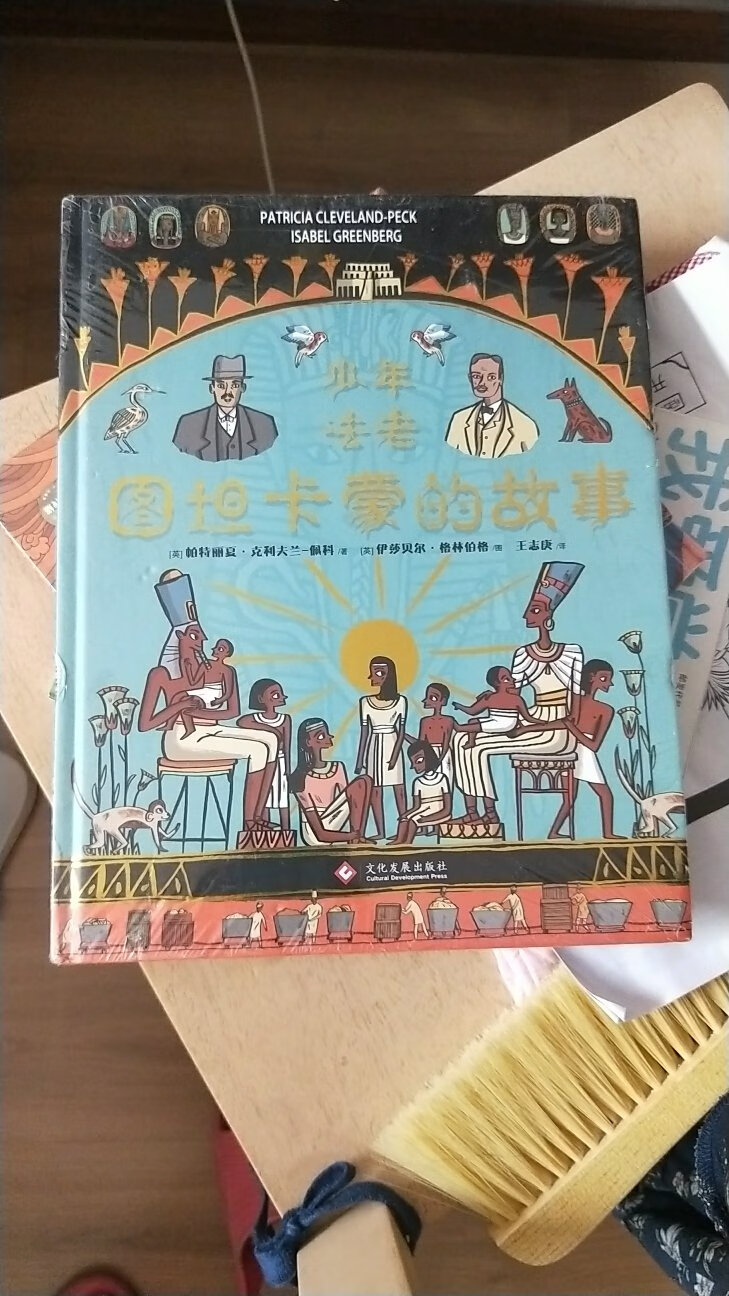 PATRICIA CLEVELAND-PECK
ISABEL GREENBERG
少年
法老
图坦卡蒙的故事
[英] 帕特丽夏·克利夫兰-佩科 /著 [英] 伊莎贝尔·格林伯格 /图 王志庚 /译
文化发展出版社
Cultural Development Press